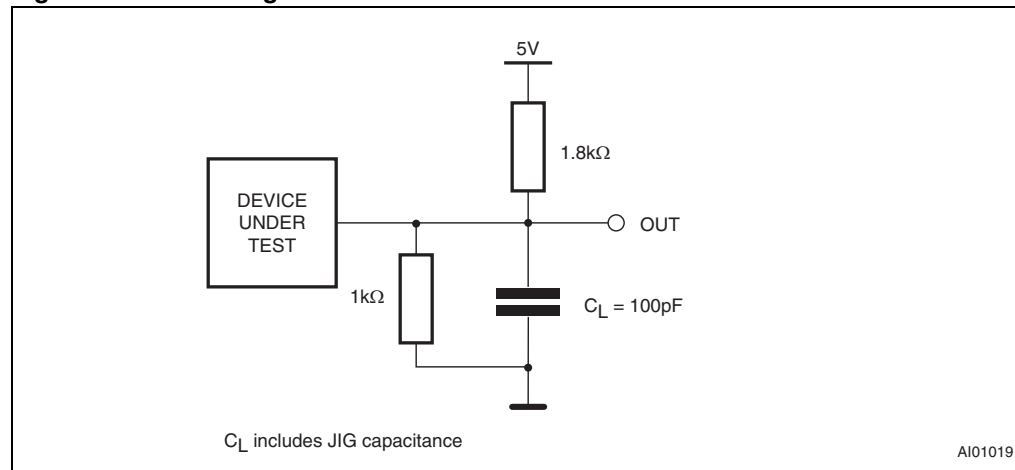 5V
1.8kΩ
DEVICE
UNDER
TEST
OUT
1kΩ
CL = 100pF
CL includes JIG capacitance
AI01019